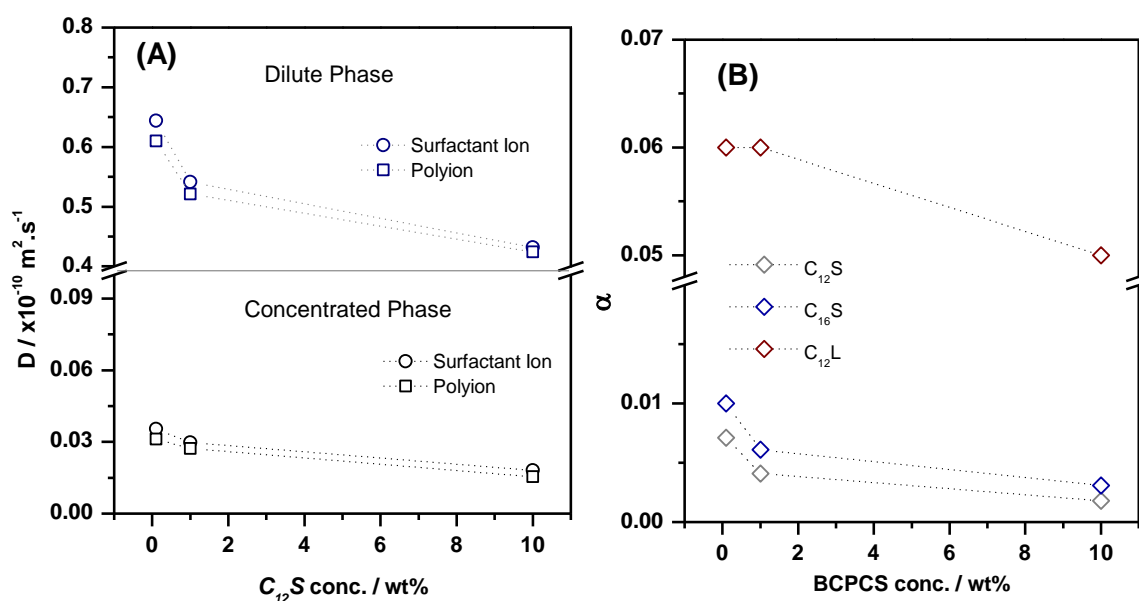 (A)
Dilute Phase
Surfactant Ion
Polyion
Concentrated Phase
Surfactant Ion
Polyion
0.8
0.7
0.6
0.5
0.4
0.09
0.06
0.03
0.00
D / x10⁻¹⁰ m².s⁻¹
0 2 4 6 8 10
C₁₂S conc. / wt%
(B)
C₁₂S
C₁₆S
C₁₂L
0.07
0.06
0.05
0.01
0.00
α
0 2 4 6 8 10
BCPCS conc. / wt%